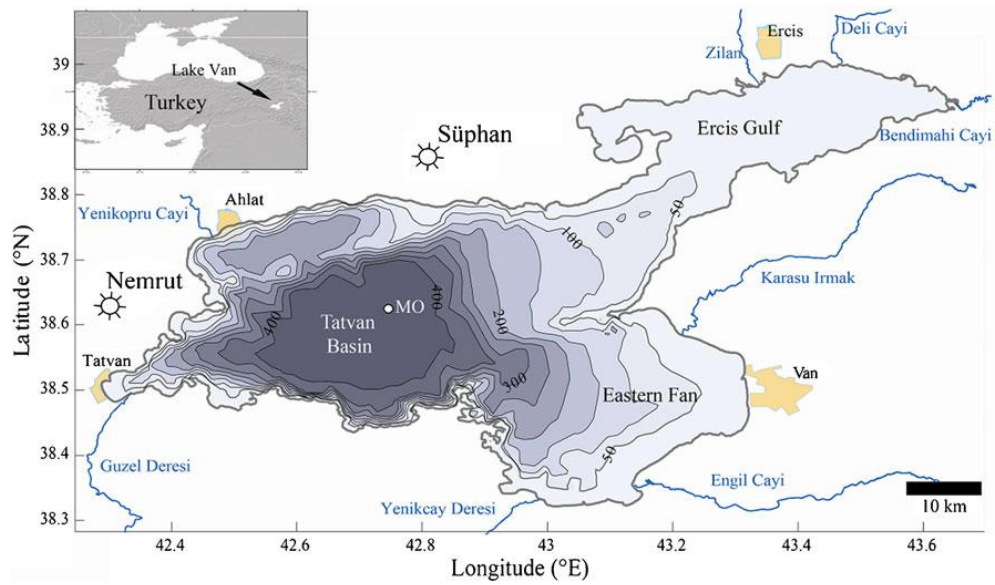 Lake Van
Turkey
Ercis
Deli Cayi
Zilan
Ercis Gulf
Bendimahi Cayi
Süphan
Ahlat
Yenikopru Cayi
50
100
Nemrut
Karasu Irmak
400
MO
400
200
Tatvan
Basin
Tatvan
300
Eastern Fan
Van
50
Guzel Deresi
Engil Cayi
Yenikcay Deresi
10 km
39
38.9
38.8
38.7
38.6
38.5
38.4
38.3
Latitude (°N)
42.4
42.6
42.8
43
43.2
43.4
43.6
Longitude (°E)